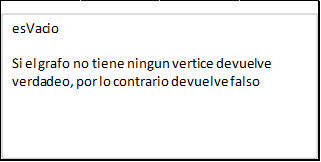 esVacio
Si el grafo no tiene ningun vertice devuelve
verdadeo, por lo contrario devuelve falso